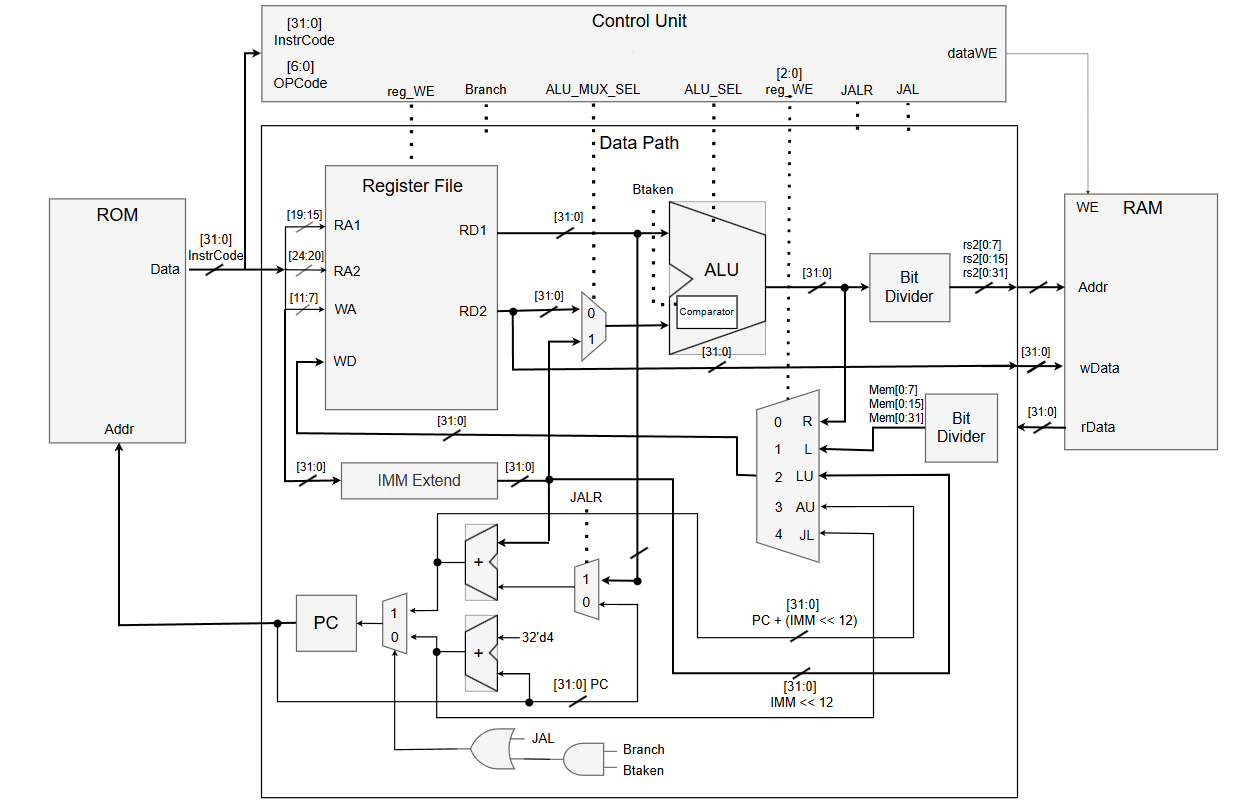 Control Unit
[31:0]
InstrCode
[6:0]
OPCode
dataWE
reg_WE
Branch
ALU_MUX_SEL
ALU_SEL
[2:0]
reg_WE
JALR
JAL
Data Path
ROM
Data
Addr
[31:0]
InstrCode
Register File
[19:15]
RA1
[24:20]
RA2
[11:7]
WA
WD
RD1
RD2
[31:0]
[31:0]
0
1
Btaken
ALU
Comparator
[31:0]
[31:0]
Bit
Divider
rs2[0:7]
rs2[0:15]
rs2[0:31]
WE
RAM
Addr
[31:0]
wData
[31:0]
rData
Mem[0:7]
Mem[0:15]
Mem[0:31]
Bit
Divider
0 R
1 L
2 LU
3 AU
4 JL
[31:0]
[31:0]
IMM Extend
[31:0]
JALR
+
1
0
PC
1
0
+
32'd4
[31:0] PC
[31:0]
PC + (IMM << 12)
[31:0]
IMM << 12
JAL
Branch
Btaken